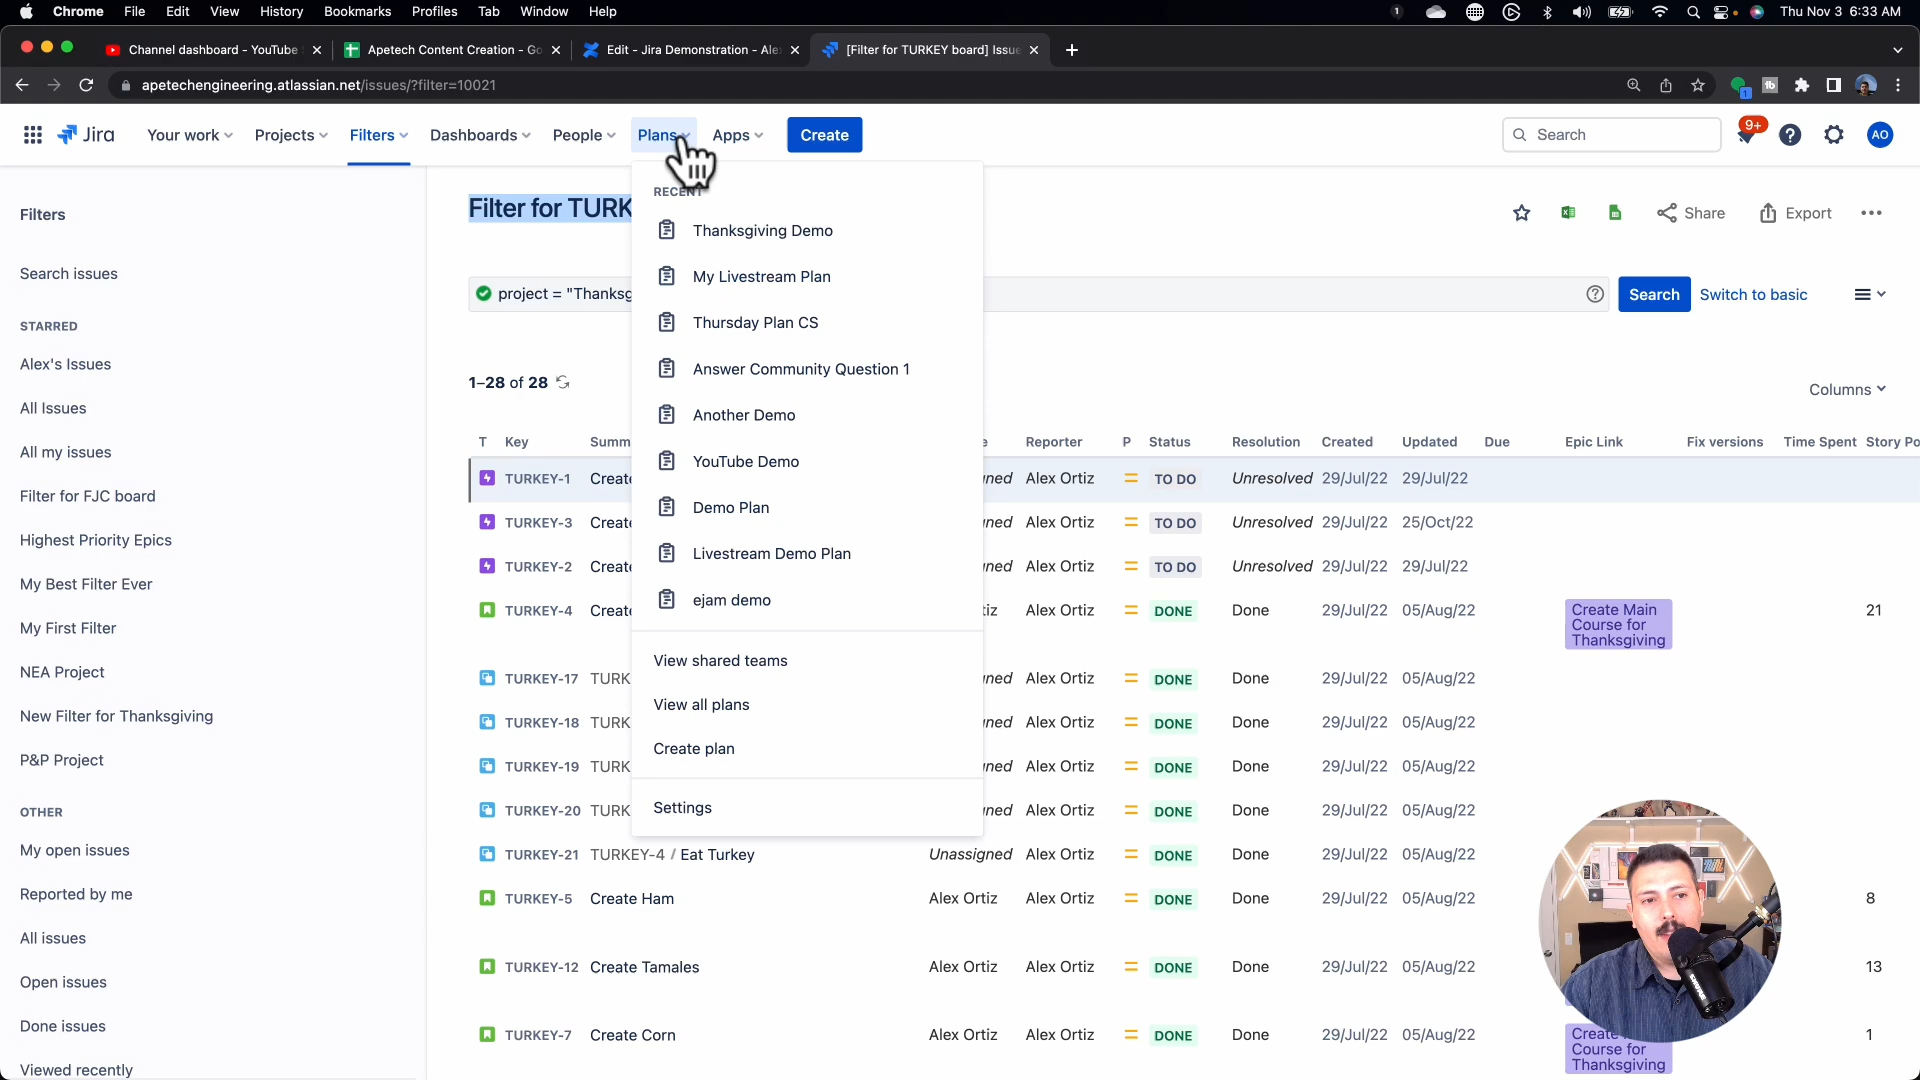 Chrome File Edit View History Bookmarks Profiles Tab Window Help 1 Thu Nov 3 6:33 AM
Channel dashboard - YouTube Apetech Content Creation - Go Edit - Jira Demonstration - Ale [Filter for TURKEY board] Issue
apetechengineering.atlassian.net/issues/?filter=10021 1 tb
Jira Your work Projects Filters Dashboards People Plans Apps Create Search 9+ AO
Filters
Search issues
STARRED
Alex's Issues
All Issues
All my issues
Filter for FJC board
Highest Priority Epics
My Best Filter Ever
My First Filter
NEA Project
New Filter for Thanksgiving
P&P Project
OTHER
My open issues
Reported by me
All issues
Open issues
Done issues
Viewed recently
Filter for TURK
Share Export
project = "Thanksg
Search Switch to basic
1–28 of 28
Columns
RECENT
Thanksgiving Demo
My Livestream Plan
Thursday Plan CS
Answer Community Question 1
Another Demo
YouTube Demo
Demo Plan
Livestream Demo Plan
ejam demo
View shared teams
View all plans
Create plan
Settings
T Key Summ e Reporter P Status Resolution Created Updated Due Epic Link Fix versions Time Spent Story Po
TURKEY-1 Create ned Alex Ortiz TO DO Unresolved 29/Jul/22 29/Jul/22
TURKEY-3 Create ned Alex Ortiz TO DO Unresolved 29/Jul/22 25/Oct/22
TURKEY-2 Create ned Alex Ortiz TO DO Unresolved 29/Jul/22 29/Jul/22
TURKEY-4 Create tiz Alex Ortiz DONE Done 29/Jul/22 05/Aug/22 Create Main Course for Thanksgiving 21
TURKEY-17 TURK ned Alex Ortiz DONE Done 29/Jul/22 05/Aug/22
TURKEY-18 TURK ned Alex Ortiz DONE Done 29/Jul/22 05/Aug/22
TURKEY-19 TURK ned Alex Ortiz DONE Done 29/Jul/22 05/Aug/22
TURKEY-20 TURK ned Alex Ortiz DONE Done 29/Jul/22 05/Aug/22
TURKEY-21 TURKEY-4 / Eat Turkey Unassigned Alex Ortiz DONE Done 29/Jul/22 05/Aug/22
TURKEY-5 Create Ham Alex Ortiz Alex Ortiz DONE Done 29/Jul/22 05/Aug/22 8
TURKEY-12 Create Tamales Alex Ortiz Alex Ortiz DONE Done 29/Jul/22 05/Aug/22 13
TURKEY-7 Create Corn Alex Ortiz Alex Ortiz DONE Done 29/Jul/22 05/Aug/22 Create Course for Thanksgiving 1